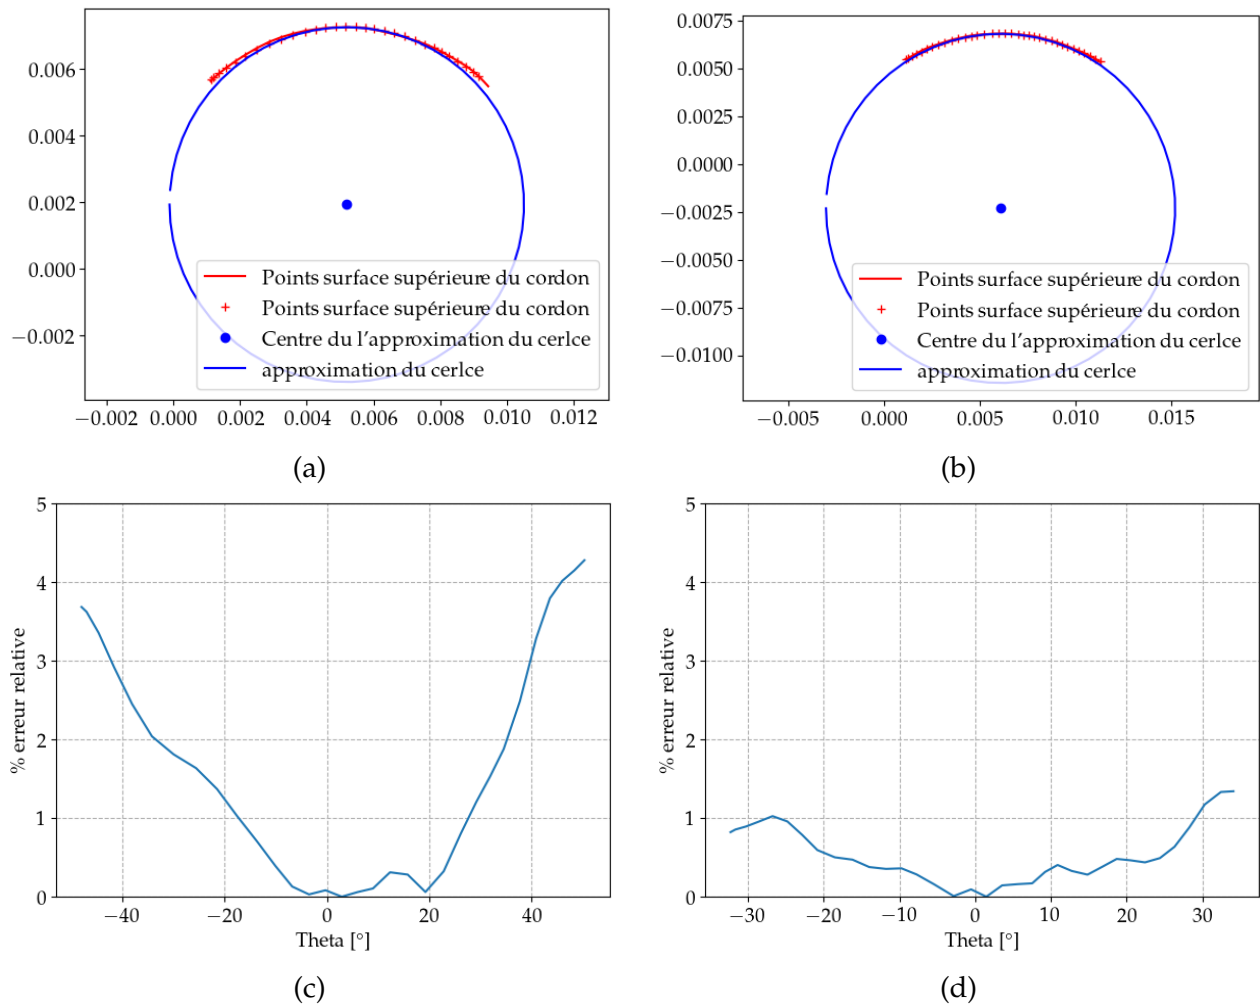 0.006
0.004
0.002
0.000
−0.002
−0.002 0.000 0.002 0.004 0.006 0.008 0.010 0.012
Points surface supérieure du cordon
Points surface supérieure du cordon
Centre du l'approximation du cerlce
approximation du cerlce
(a)
0.0075
0.0050
0.0025
0.0000
−0.0025
−0.0050
−0.0075
−0.0100
−0.005 0.000 0.005 0.010 0.015
Points surface supérieure du cordon
Points surface supérieure du cordon
Centre du l'approximation du cerlce
approximation du cerlce
(b)
5
4
3
2
1
0
% erreur relative
−40 −20 0 20 40
Theta [°]
(c)
5
4
3
2
1
0
% erreur relative
−30 −20 −10 0 10 20 30
Theta [°]
(d)